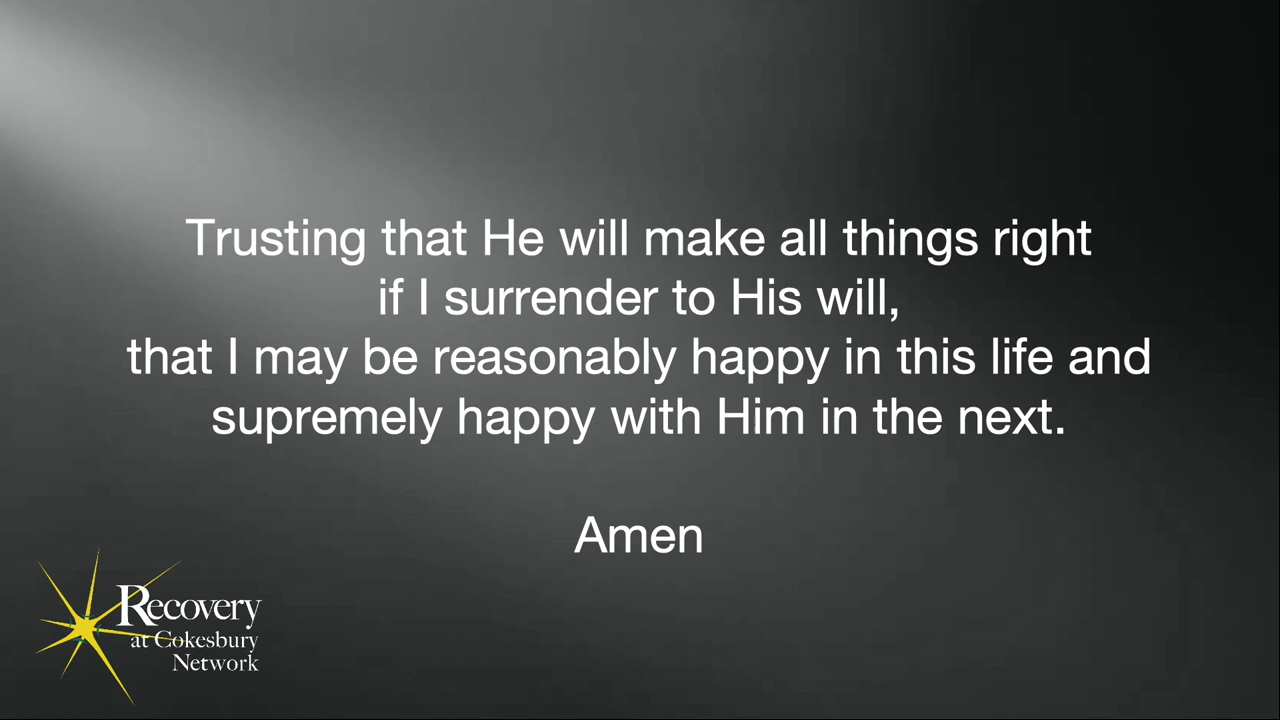 Trusting that He will make all things right
if I surrender to His will,
that I may be reasonably happy in this life and
supremely happy with Him in the next.
Amen
Recovery
at Cokesbury
Network